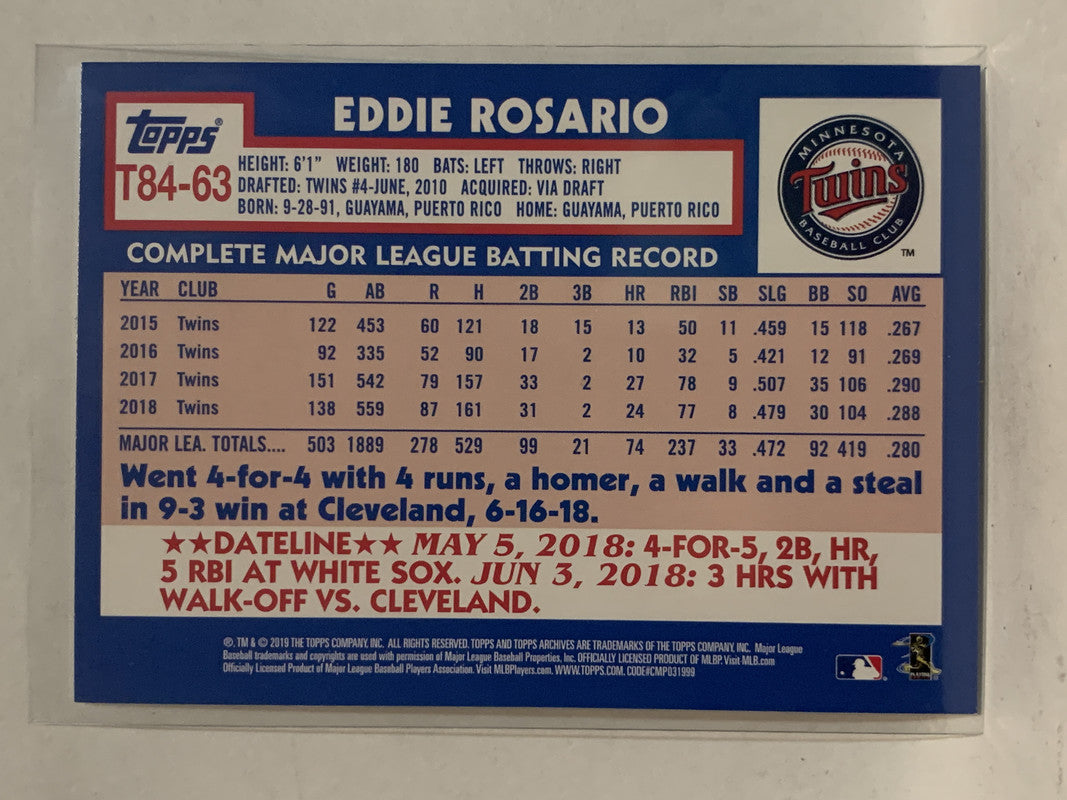 EDDIE ROSARIO
topps®
T84-63
HEIGHT: 6'1" WEIGHT: 180 BATS: LEFT THROWS: RIGHT
DRAFTED: TWINS #4-JUNE, 2010 ACQUIRED: VIA DRAFT
BORN: 9-28-91, GUAYAMA, PUERTO RICO HOME: GUAYAMA, PUERTO RICO
MINNESOTA
Twins
BASEBALL CLUB
TM
COMPLETE MAJOR LEAGUE BATTING RECORD
YEAR CLUB G AB R H 2B 3B HR RBI SB SLG BB SO AVG
2015 Twins 122 453 60 121 18 15 13 50 11 .459 15 118 .267
2016 Twins 92 335 52 90 17 2 10 32 5 .421 12 91 .269
2017 Twins 151 542 79 157 33 2 27 78 9 .507 35 106 .290
2018 Twins 138 559 87 161 31 2 24 77 8 .479 30 104 .288
MAJOR LEA. TOTALS.... 503 1889 278 529 99 21 74 237 33 .472 92 419 .280
Went 4-for-4 with 4 runs, a homer, a walk and a steal
in 9-3 win at Cleveland, 6-16-18.
★★DATELINE★★ MAY 5, 2018: 4-FOR-5, 2B, HR,
5 RBI AT WHITE SOX. JUN 3, 2018: 3 HRS WITH
WALK-OFF VS. CLEVELAND.
® TM & © 2019 THE TOPPS COMPANY, INC. ALL RIGHTS RESERVED. TOPPS AND TOPPS ARCHIVES ARE TRADEMARKS OF THE TOPPS COMPANY, INC. Major League
Baseball trademarks and copyrights are used with permission of Major League Baseball Properties, Inc. OFFICIALLY LICENSED PRODUCT OF MLBP. Visit MLB.com
Officially Licensed Product of Major League Baseball Players Association. Visit MLBPlayers.com. WWW.TOPPS.COM. CODE#CMP031999
PLAYERS